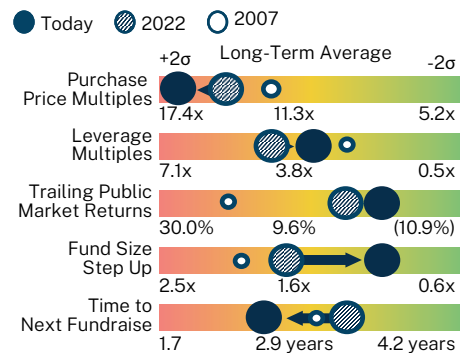 Today 2022 2007
Long-Term Average
+2σ -2σ
Purchase
Price Multiples
17.4x 11.3x 5.2x
Leverage
Multiples
7.1x 3.8x 0.5x
Trailing Public
Market Returns
30.0% 9.6% (10.9%)
Fund Size
Step Up
2.5x 1.6x 0.6x
Time to
Next Fundraise
1.7 2.9 years 4.2 years